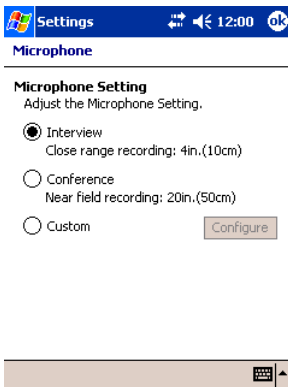 Settings 12:00 ok
Microphone
Microphone Setting
Adjust the Microphone Setting.
Interview
Close range recording: 4in.(10cm)
Conference
Near field recording: 20in.(50cm)
Custom Configure